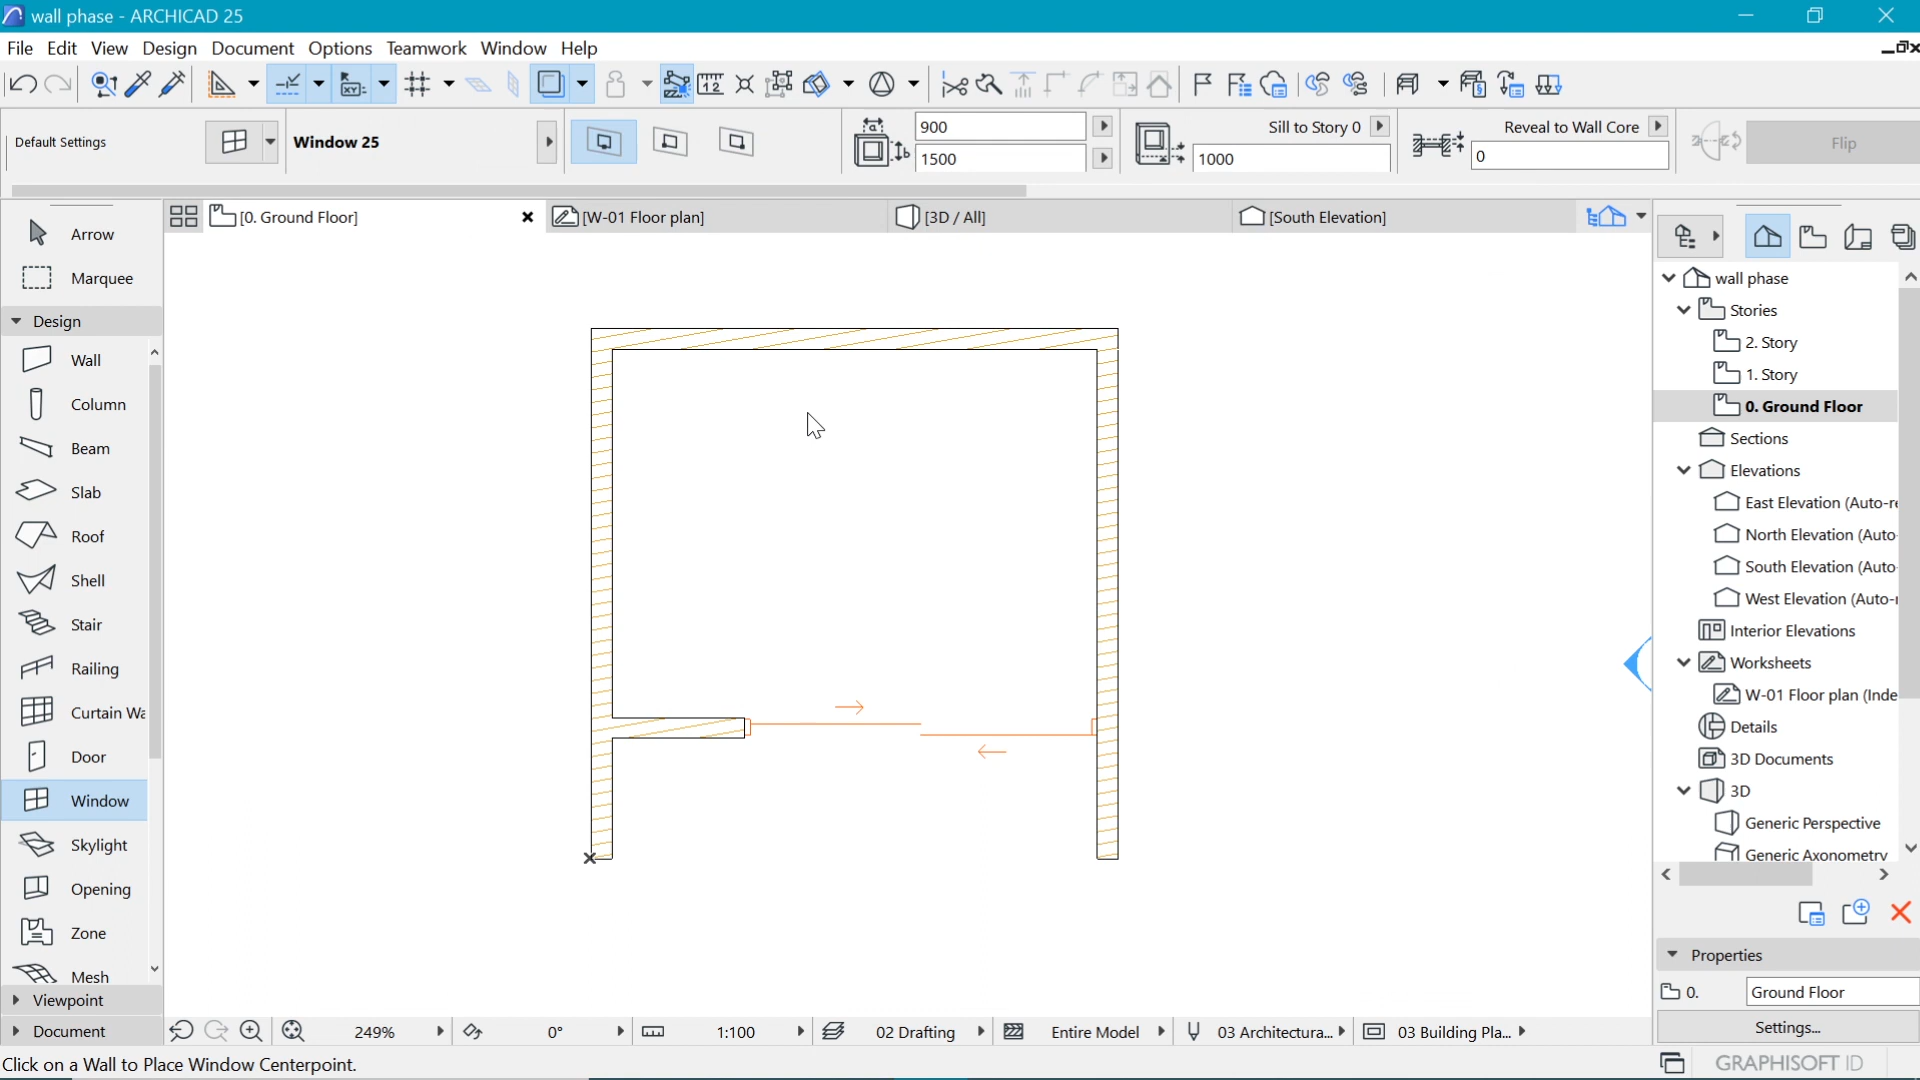 wall phase - ARCHICAD 25
File Edit View Design Document Options Teamwork Window Help
Default Settings
Window 25
900
1500
Sill to Story 0
1000
Reveal to Wall Core
0
Flip
[0. Ground Floor]
[W-01 Floor plan]
[3D / All]
[South Elevation]
Arrow
Marquee
Design
Wall
Column
Beam
Slab
Roof
Shell
Stair
Railing
Curtain Wa
Door
Window
Skylight
Opening
Zone
Mesh
Viewpoint
Document
wall phase
Stories
2. Story
1. Story
0. Ground Floor
Sections
Elevations
East Elevation (Auto-re
North Elevation (Auto
South Elevation (Auto
West Elevation (Auto-r
Interior Elevations
Worksheets
W-01 Floor plan (Inde
Details
3D Documents
3D
Generic Perspective
Generic Axonometry
Properties
0.
Ground Floor
Settings...
249%
0°
1:100
02 Drafting
Entire Model
03 Architectura...
03 Building Pla...
Click on a Wall to Place Window Centerpoint.
GRAPHISOFT ID